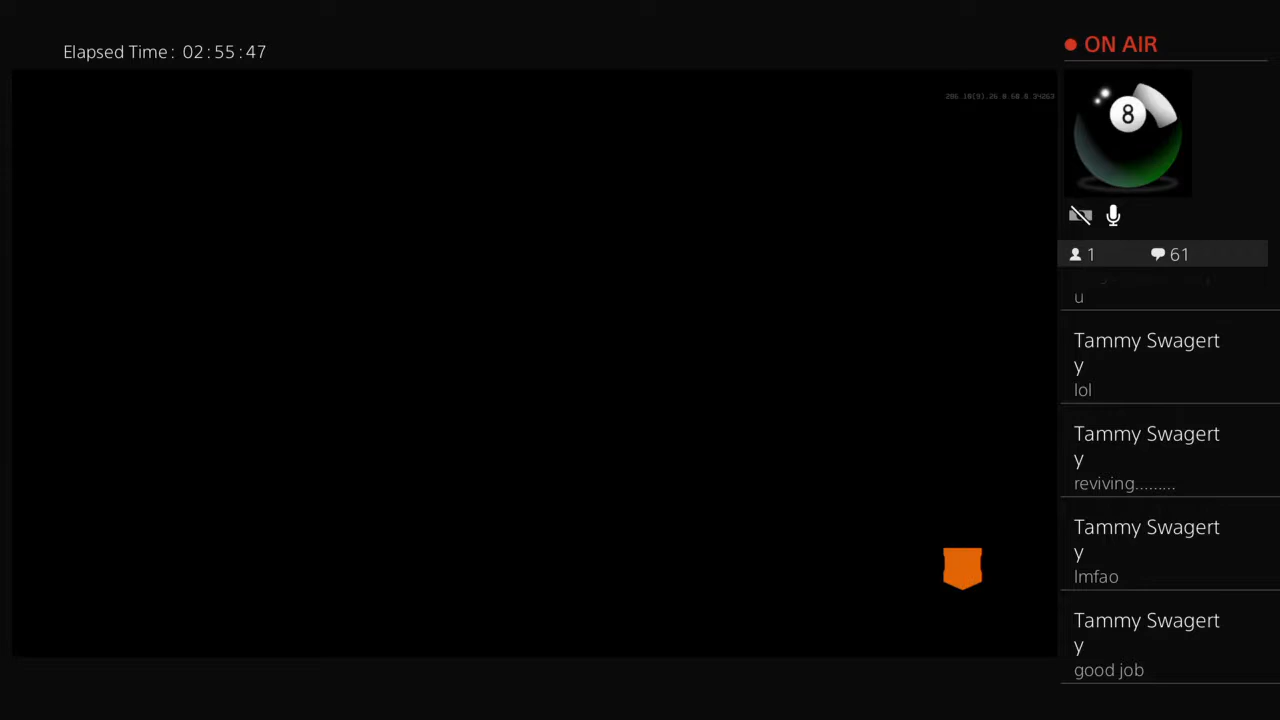 Elapsed Time: 02:55:47
ON AIR
8
1 61
u
Tammy Swagert
y
lol
Tammy Swagert
y
reviving.........
Tammy Swagert
y
lmfao
Tammy Swagert
y
good job